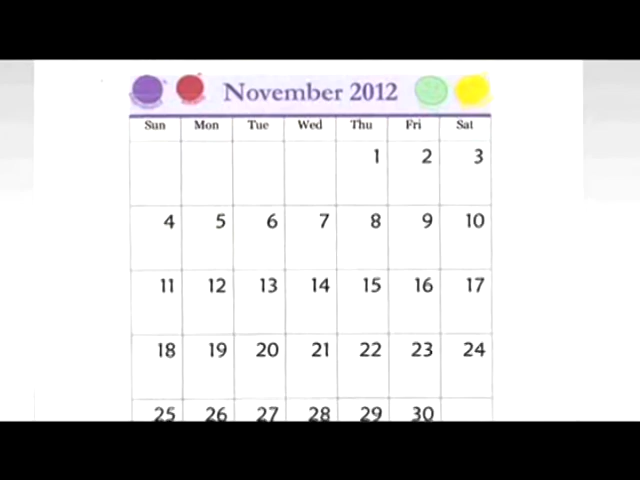 November 2012
Sun Mon Tue Wed Thu Fri Sat
1 2 3
4 5 6 7 8 9 10
11 12 13 14 15 16 17
18 19 20 21 22 23 24
25 26 27 28 29 30